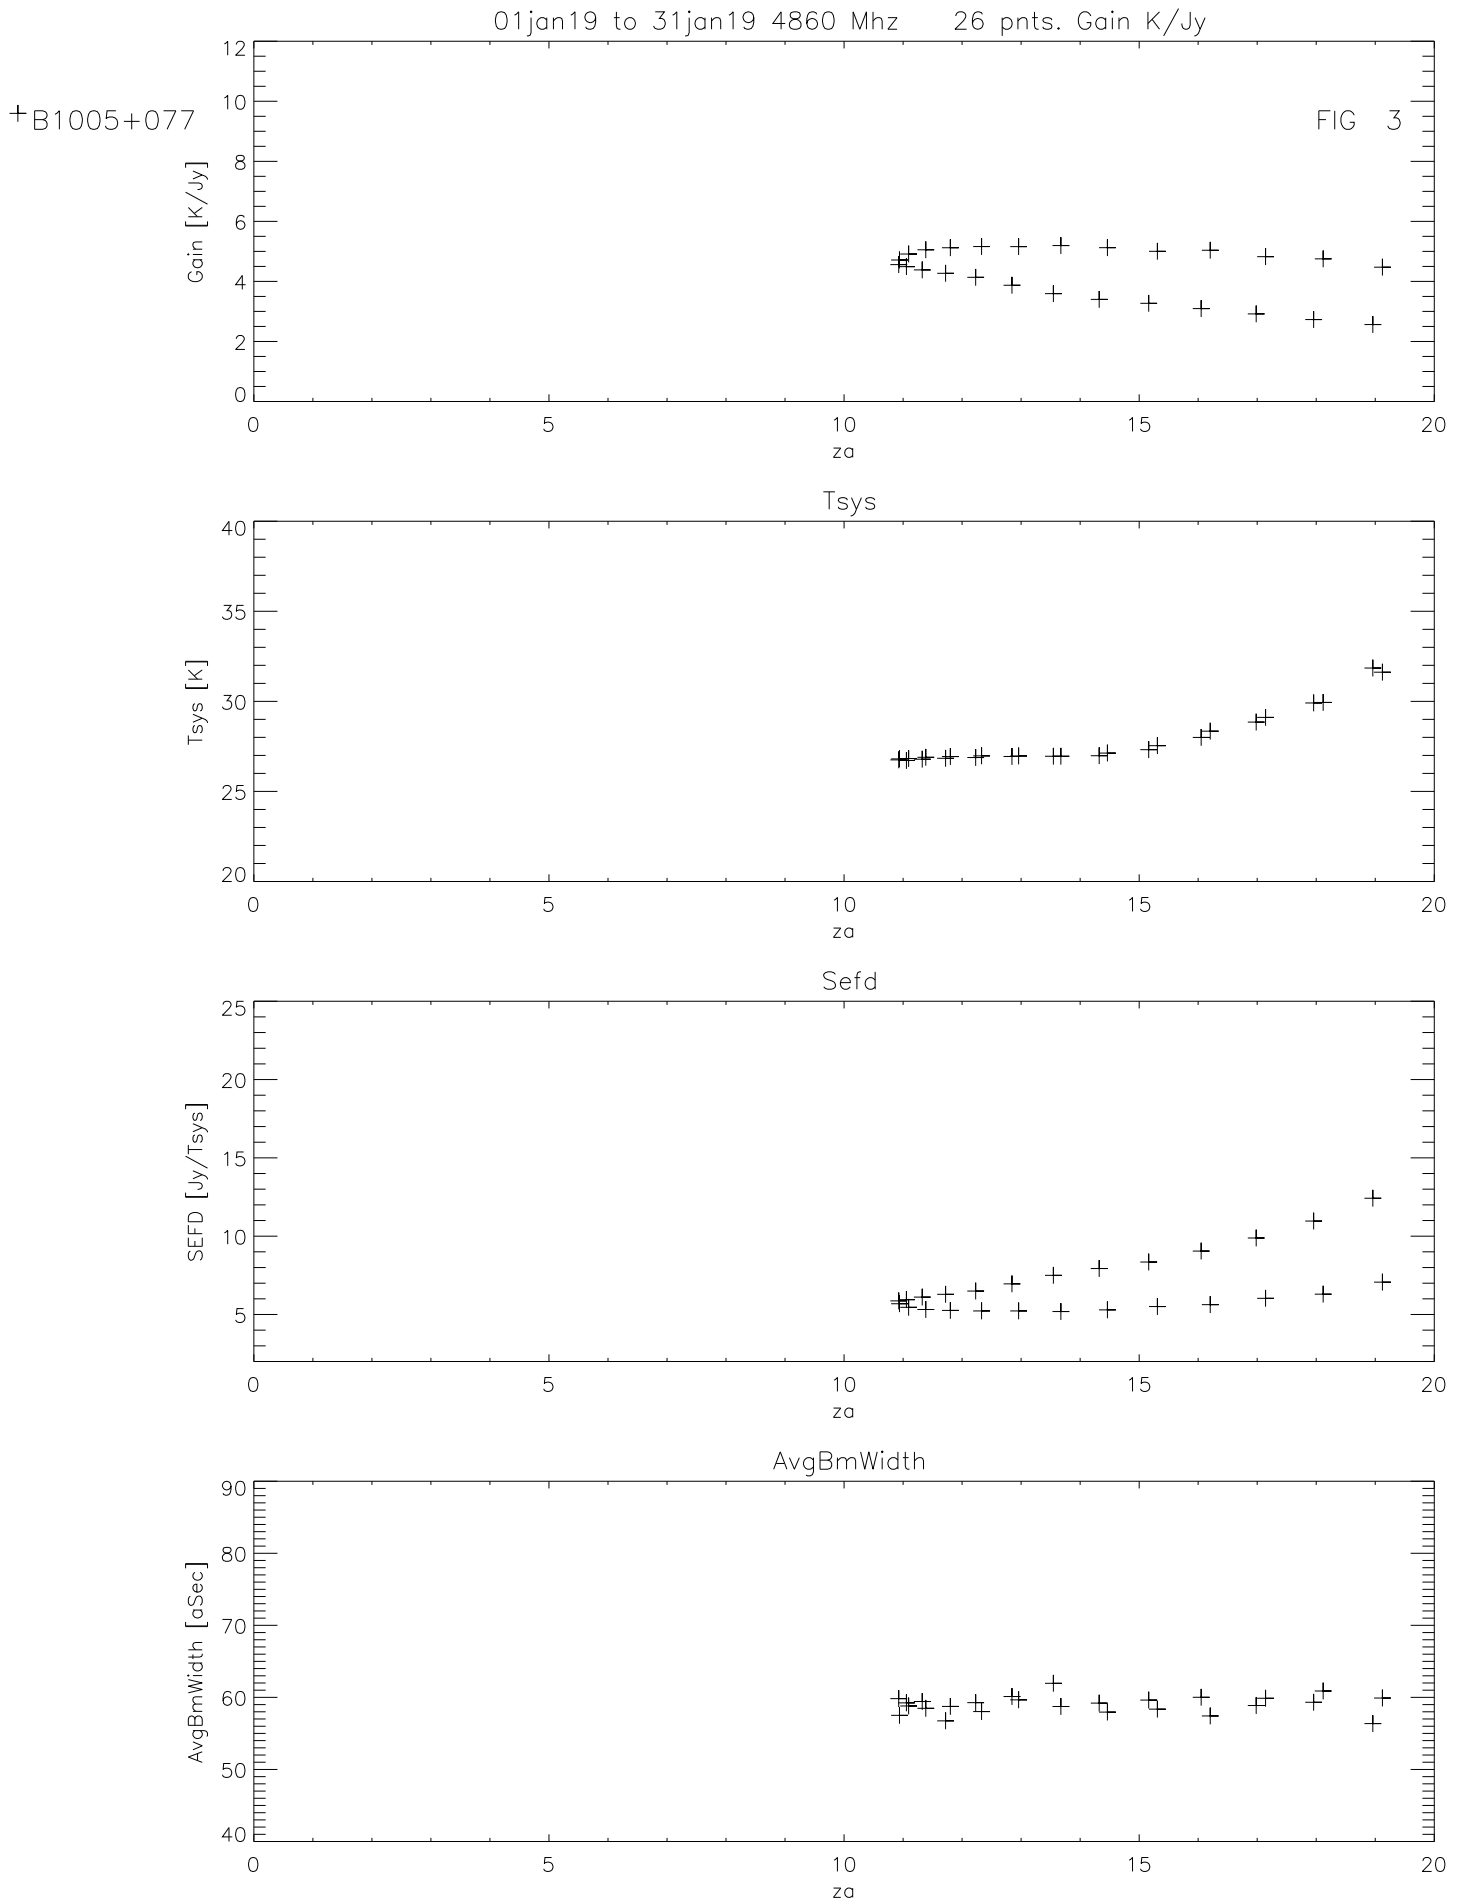 01jan19 to 31jan19 4860 Mhz 26 pnts. Gain K/Jy
+B1005+077
FIG 3
Gain [K/Jy]
12
10
8
6
4
2
0
0 5 10 15 20
za
Tsys
Tsys [K]
40
35
30
25
20
0 5 10 15 20
za
Sefd
SEFD [Jy/Tsys]
25
20
15
10
5
0 5 10 15 20
za
AvgBmWidth
AvgBmWidth [aSec]
90
80
70
60
50
40
0 5 10 15 20
za